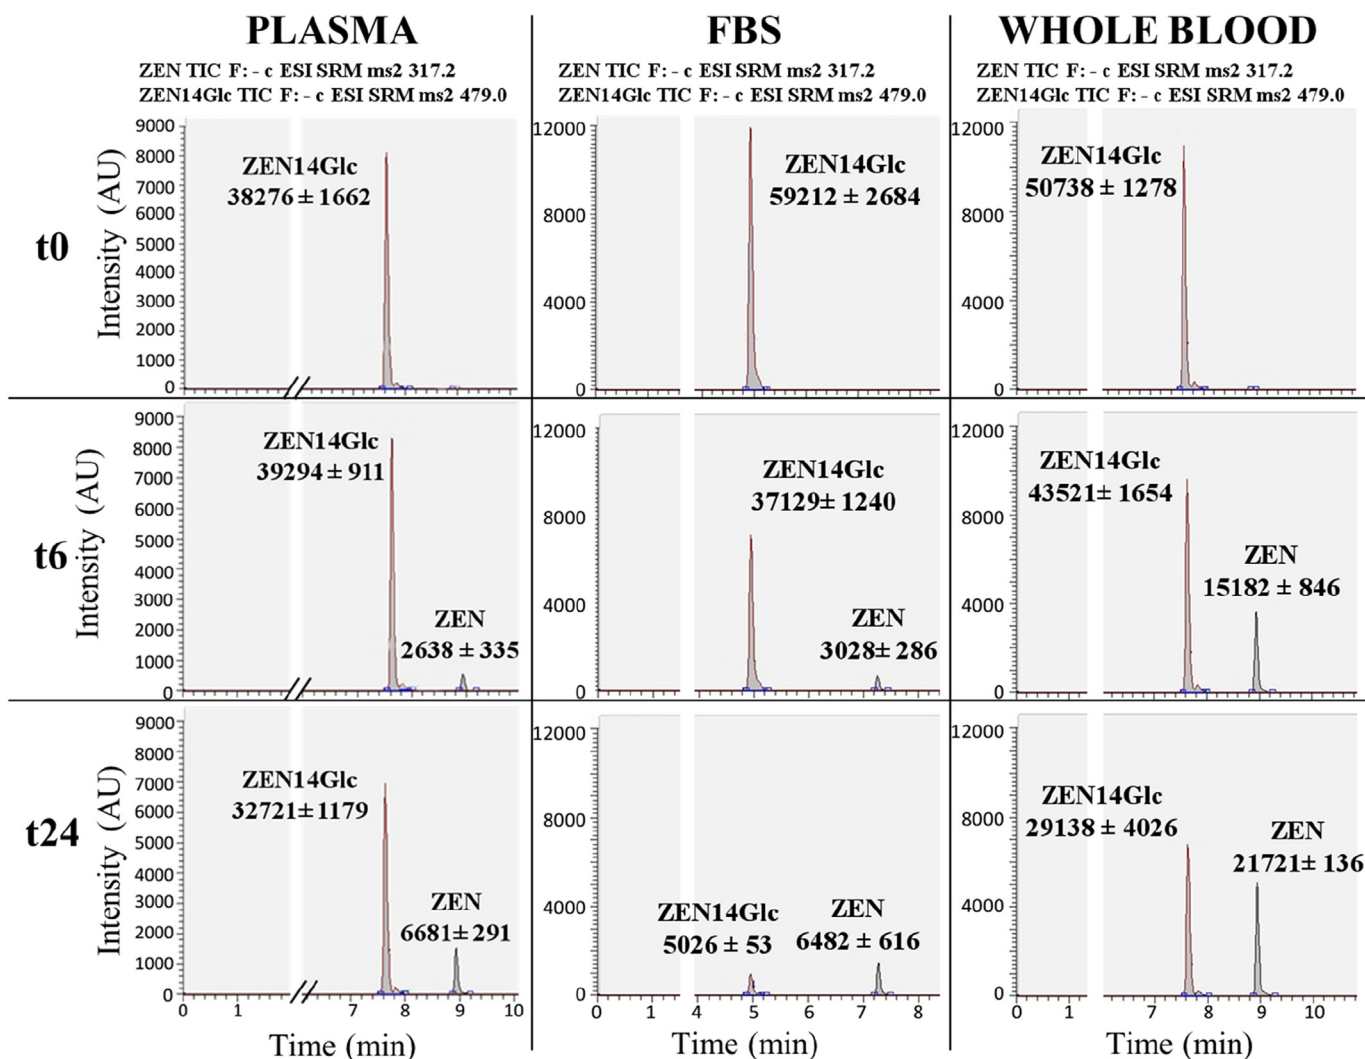 PLASMA
FBS
WHOLE BLOOD
ZEN TIC F: - c ESI SRM ms2 317.2
ZEN14Glc TIC F: - c ESI SRM ms2 479.0
ZEN TIC F: - c ESI SRM ms2 317.2
ZEN14Glc TIC F: - c ESI SRM ms2 479.0
ZEN TIC F: - c ESI SRM ms2 317.2
ZEN14Glc TIC F: - c ESI SRM ms2 479.0
t0
Intensity (AU)
9000
8000
7000
6000
5000
4000
3000
2000
1000
0
ZEN14Glc
38276 ± 1662
12000
8000
4000
0
ZEN14Glc
59212 ± 2684
12000
8000
4000
0
ZEN14Glc
50738 ± 1278
t6
Intensity (AU)
9000
8000
7000
6000
5000
4000
3000
2000
1000
0
ZEN14Glc
39294 ± 911
ZEN
2638 ± 335
12000
8000
4000
0
ZEN14Glc
37129± 1240
ZEN
3028± 286
12000
8000
4000
0
ZEN14Glc
43521± 1654
ZEN
15182 ± 846
t24
Intensity (AU)
9000
8000
7000
6000
5000
4000
3000
2000
1000
0
ZEN14Glc
32721± 1179
ZEN
6681± 291
0 1 7 8 9 10
Time (min)
12000
8000
4000
0
ZEN14Glc
5026 ± 53
ZEN
6482 ± 616
0 1 4 5 6 7 8
Time (min)
12000
8000
4000
0
ZEN14Glc
29138 ± 4026
ZEN
21721± 136
0 1 7 8 9 10
Time (min)